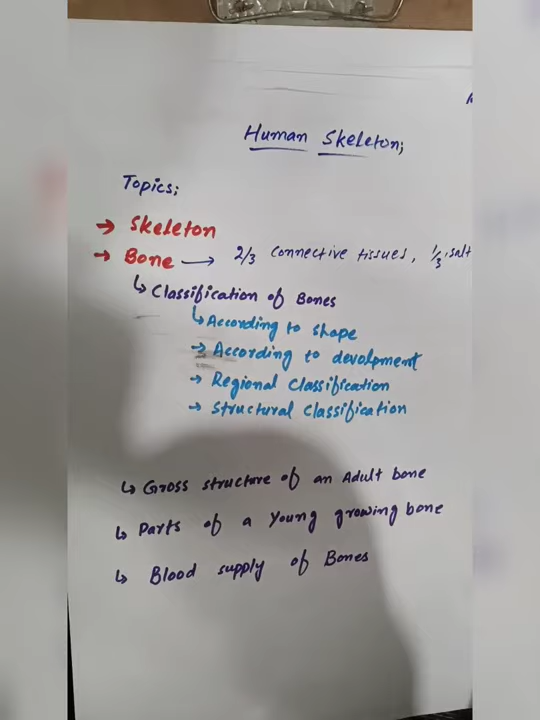 Human Skeleton;
Topics;
→ Skeleton
→ Bone → 2/3 connective tissues, 1/3 salt
↳ Classification of Bones
↳ According to shape
→ According to devolpment
→ Regional Classification
→ Structural Classification
↳ Gross structure of an Adult bone
↳ Parts of a Young growing bone
↳ Blood supply of Bones